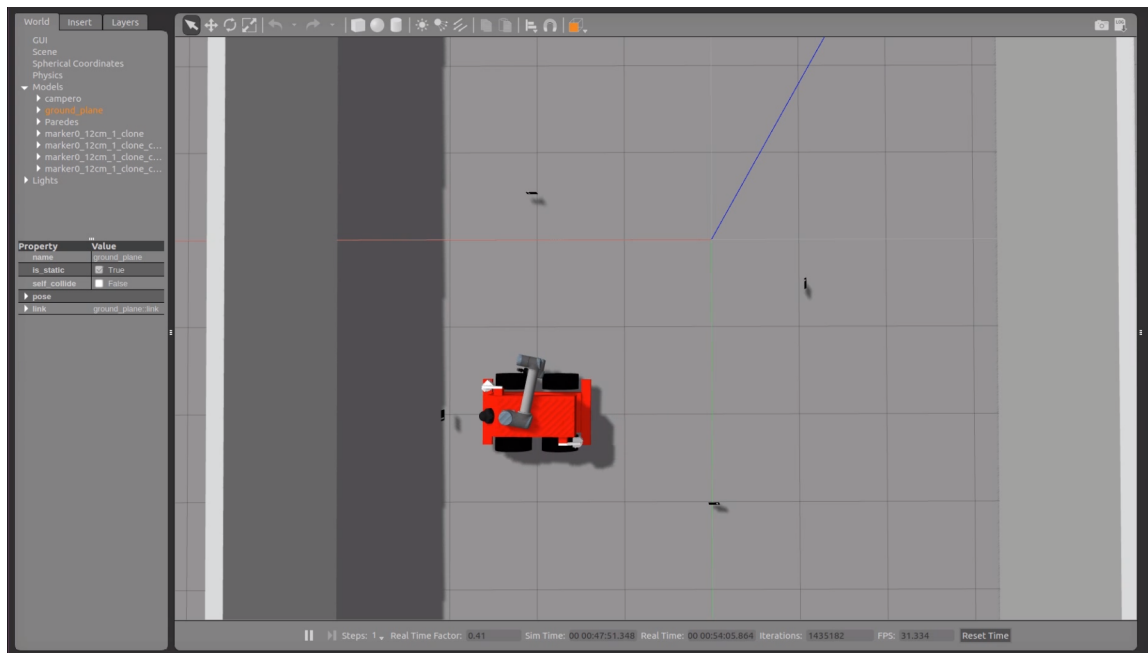 World Insert Layers
GUI
Scene
Spherical Coordinates
Physics
Models
campero
ground_plane
Paredes
marker0_12cm_1_clone
marker0_12cm_1_clone_c...
marker0_12cm_1_clone_c...
marker0_12cm_1_clone_c...
Lights
Property Value
name ground_plane
is_static True
self_collide False
pose
link ground_plane::link
Steps: 1 Real Time Factor: 0.41 Sim Time: 00 00:47:51.348 Real Time: 00 00:54:05.864 Iterations: 1435182 FPS: 31.334 Reset Time